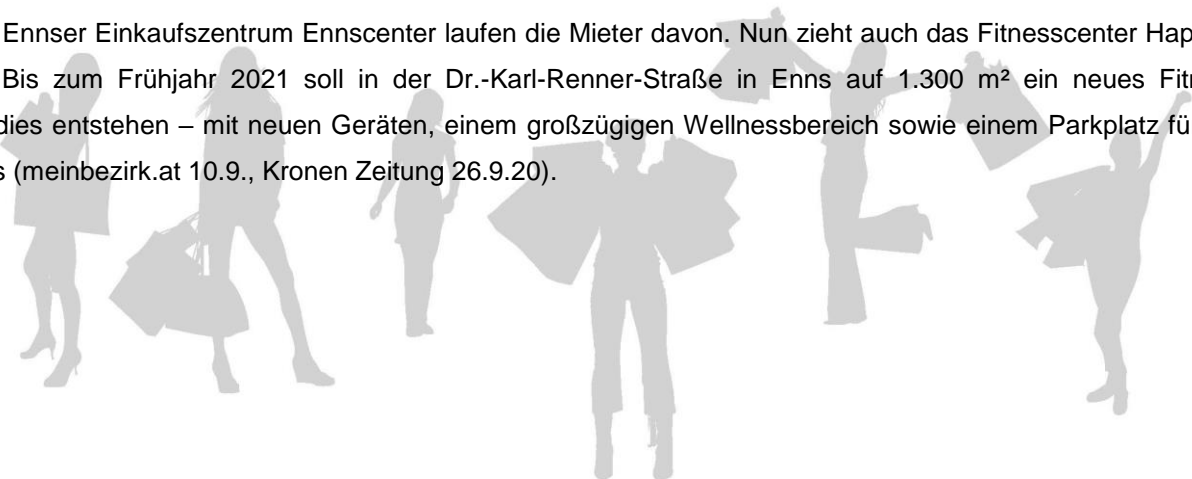 Ennser Einkaufszentrum Ennscenter laufen die Mieter davon. Nun zieht auch das Fitnesscenter Hap
Bis zum Frühjahr 2021 soll in der Dr.-Karl-Renner-Straße in Enns auf 1.300 m² ein neues Fitn
dies entstehen – mit neuen Geräten, einem großzügigen Wellnessbereich sowie einem Parkplatz fü
s (meinbezirk.at 10.9., Kronen Zeitung 26.9.20).